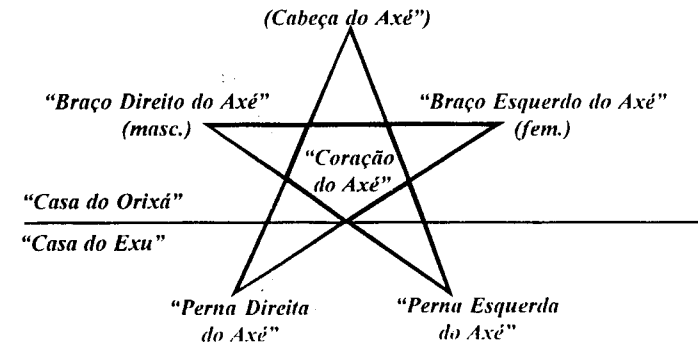 (Cabeça do Axé”)
“Braço Direito do Axé”
(masc.)
“Braço Esquerdo do Axé”
(fem.)
“Coração
do Axé”
“Casa do Orixá”
“Casa do Exu”
“Perna Direita
do Axé”
“Perna Esquerda
do Axé”